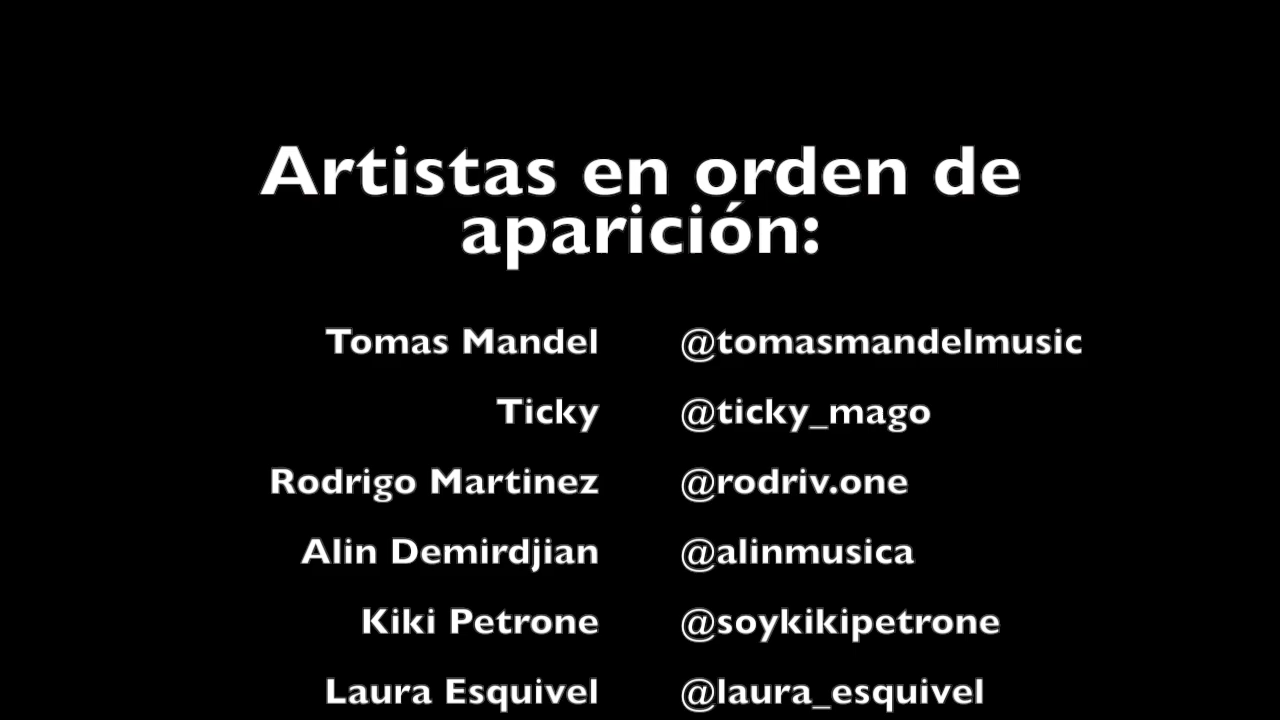 Artistas en orden de
aparición:
Tomas Mandel @tomasmandelmusic
Ticky @ticky_mago
Rodrigo Martinez @rodriv.one
Alin Demirdjian @alinmusica
Kiki Petrone @soykikipetrone
Laura Esquivel @laura_esquivel